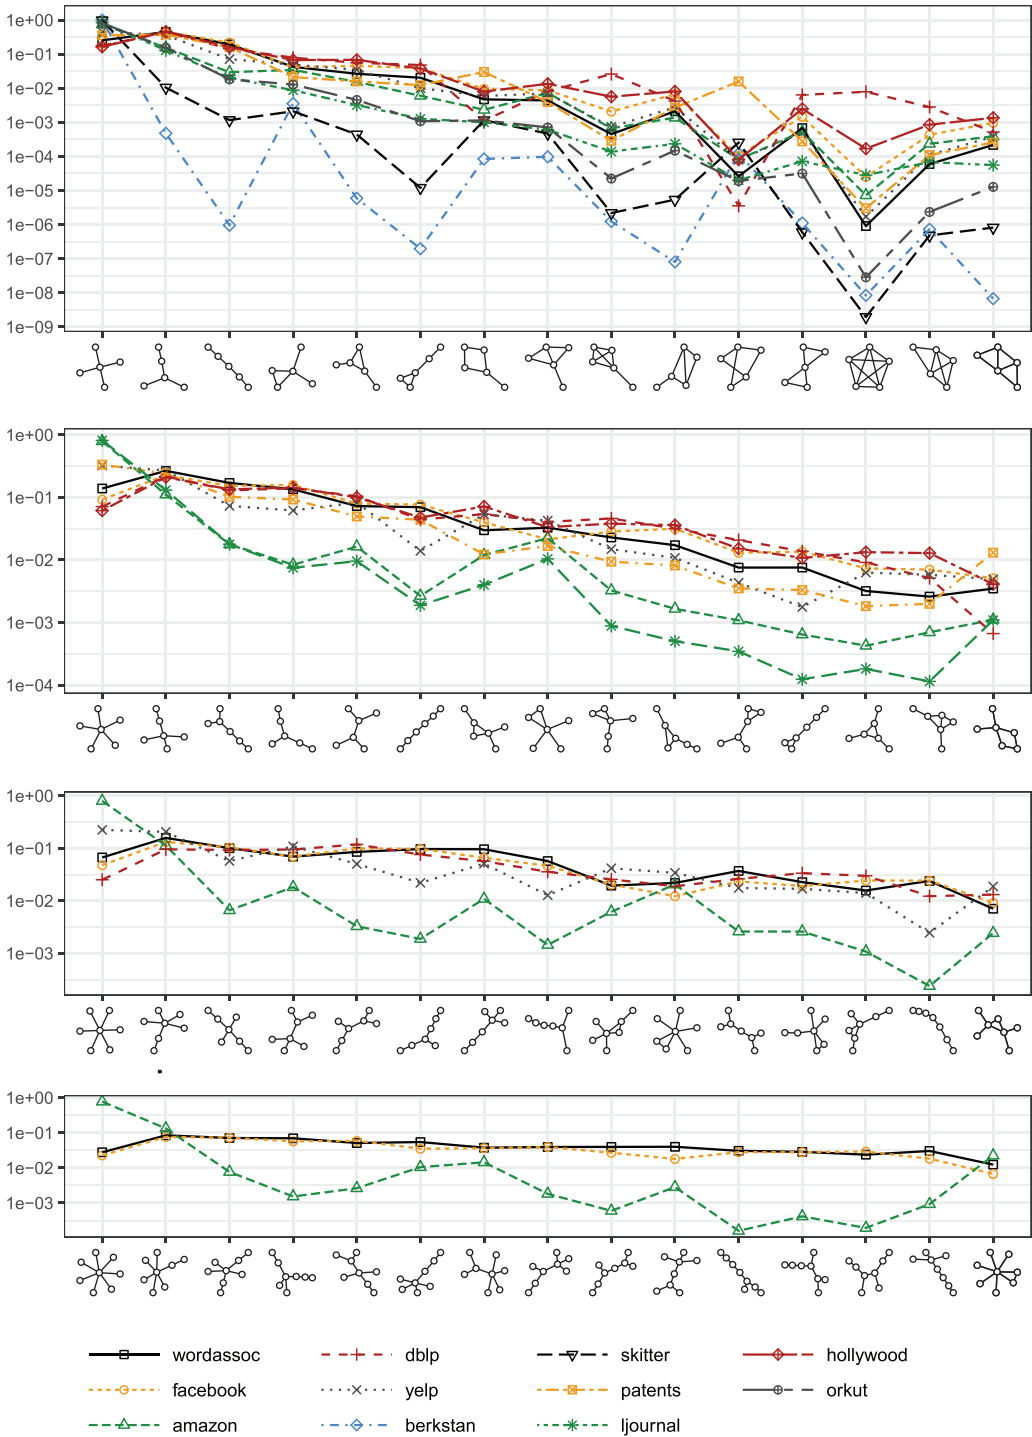 1e+00
1e−01
1e−02
1e−03
1e−04
1e−05
1e−06
1e−07
1e−08
1e−09
1e+00
1e−01
1e−02
1e−03
1e−04
1e+00
1e−01
1e−02
1e−03
1e+00
1e−01
1e−02
1e−03
wordassoc dblp skitter hollywood
facebook yelp patents orkut
amazon berkstan ljournal